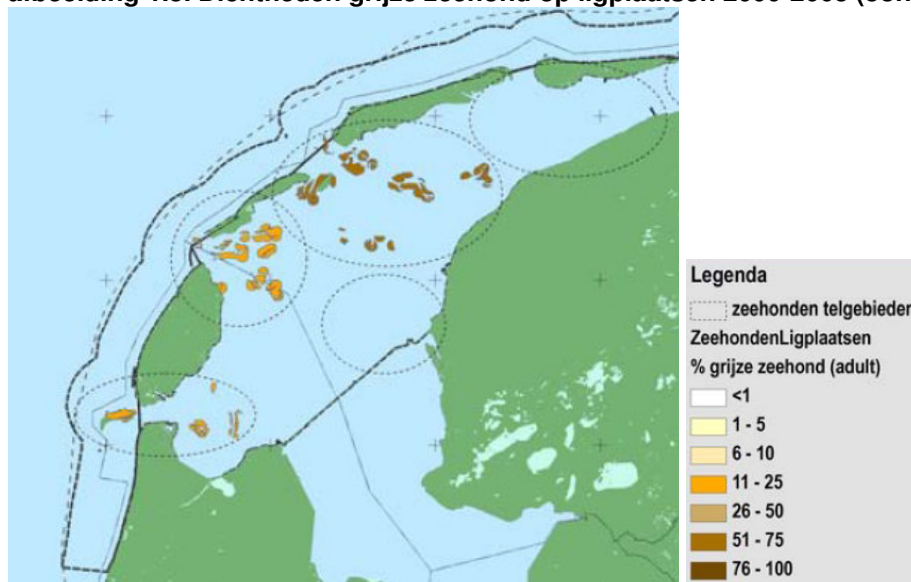 Legenda
zeehonden telgebieden
ZeehondenLigplaatsen
% grijze zeehond (adult)
<1
1 - 5
6 - 10
11 - 25
26 - 50
51 - 75
76 - 100